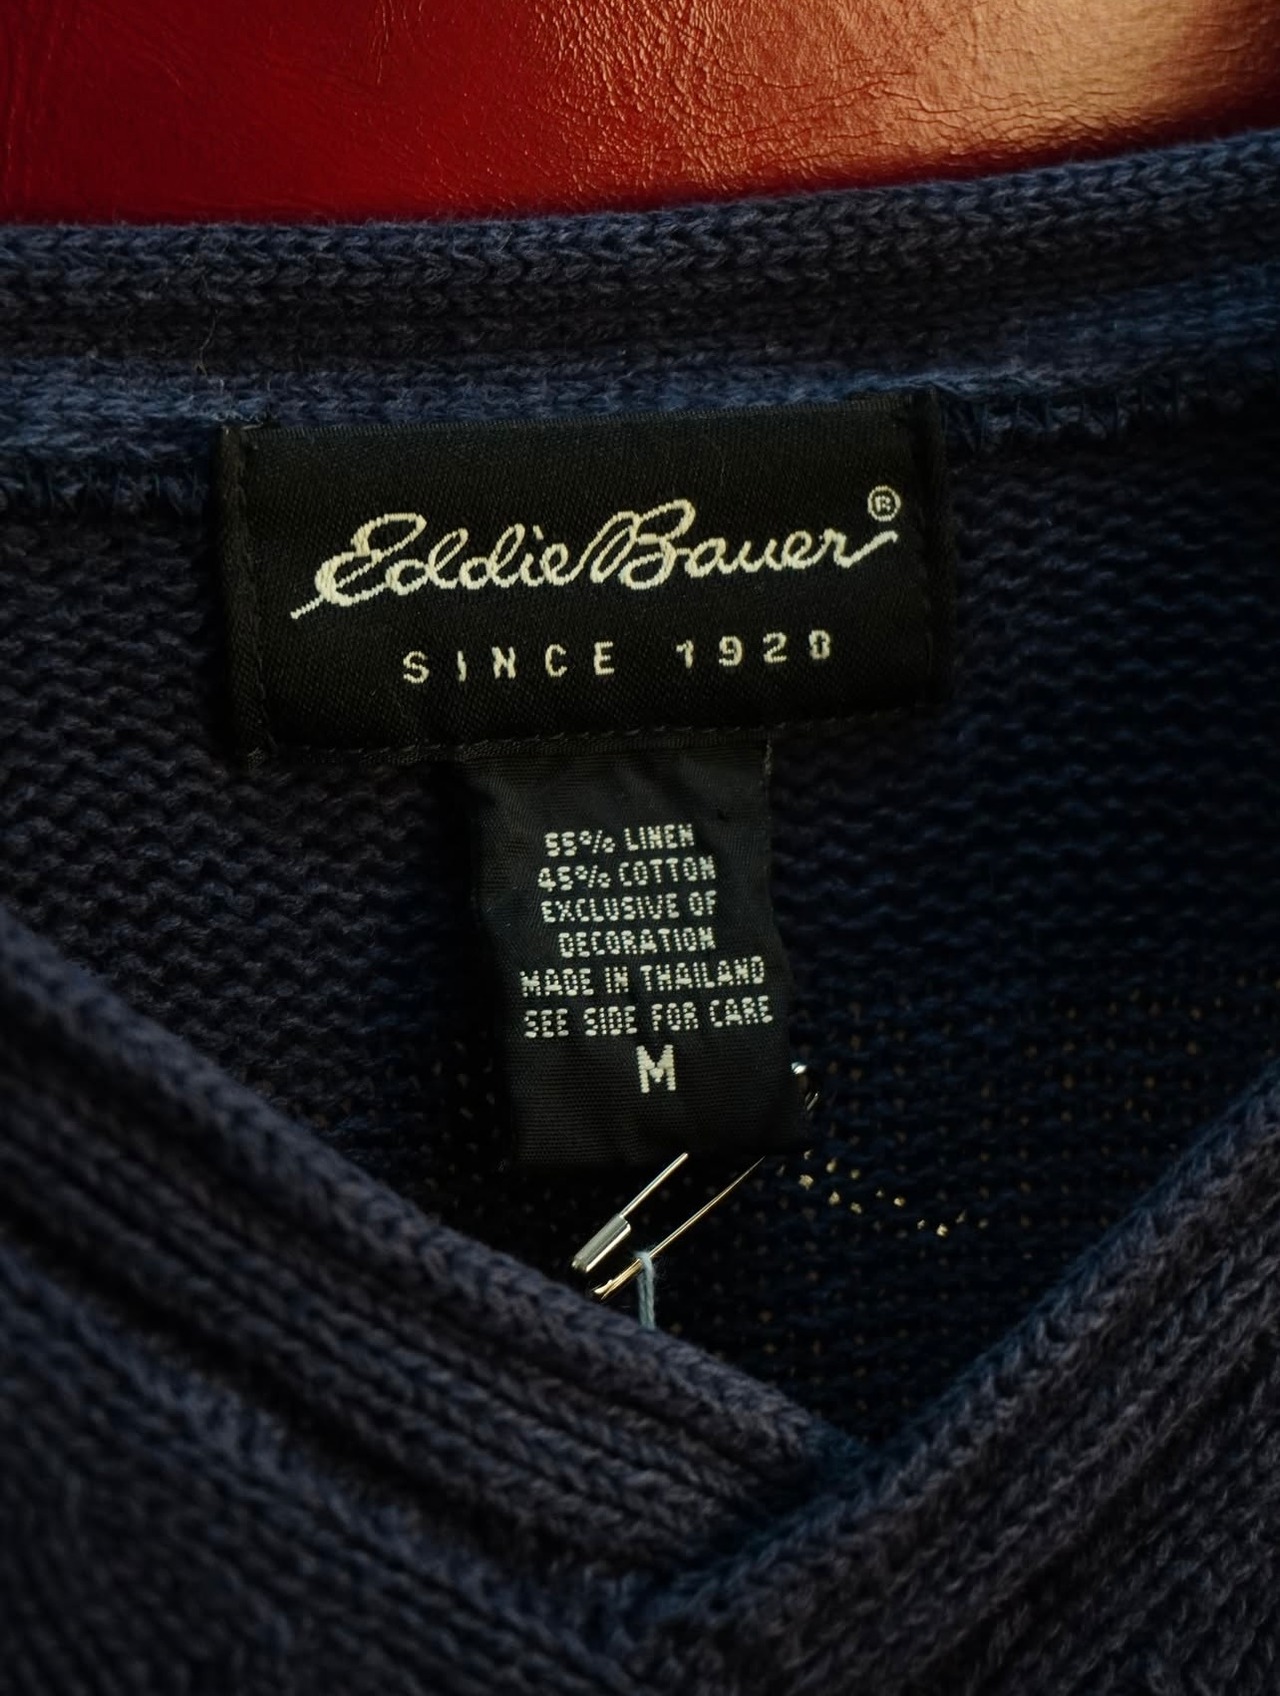 Eddie Bauer®
SINCE 1920
55% LINEN
45% COTTON
EXCLUSIVE OF
DECORATION
MADE IN THAILAND
SEE SIDE FOR CARE
M